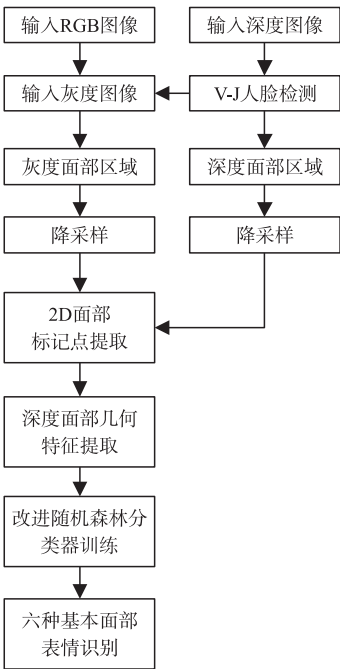 输入RGB图像
输入深度图像
输入灰度图像
V-J人脸检测
灰度面部区域
深度面部区域
降采样
降采样
2D面部
标记点提取
深度面部几何
特征提取
改进随机森林分
类器训练
六种基本面部
表情识别